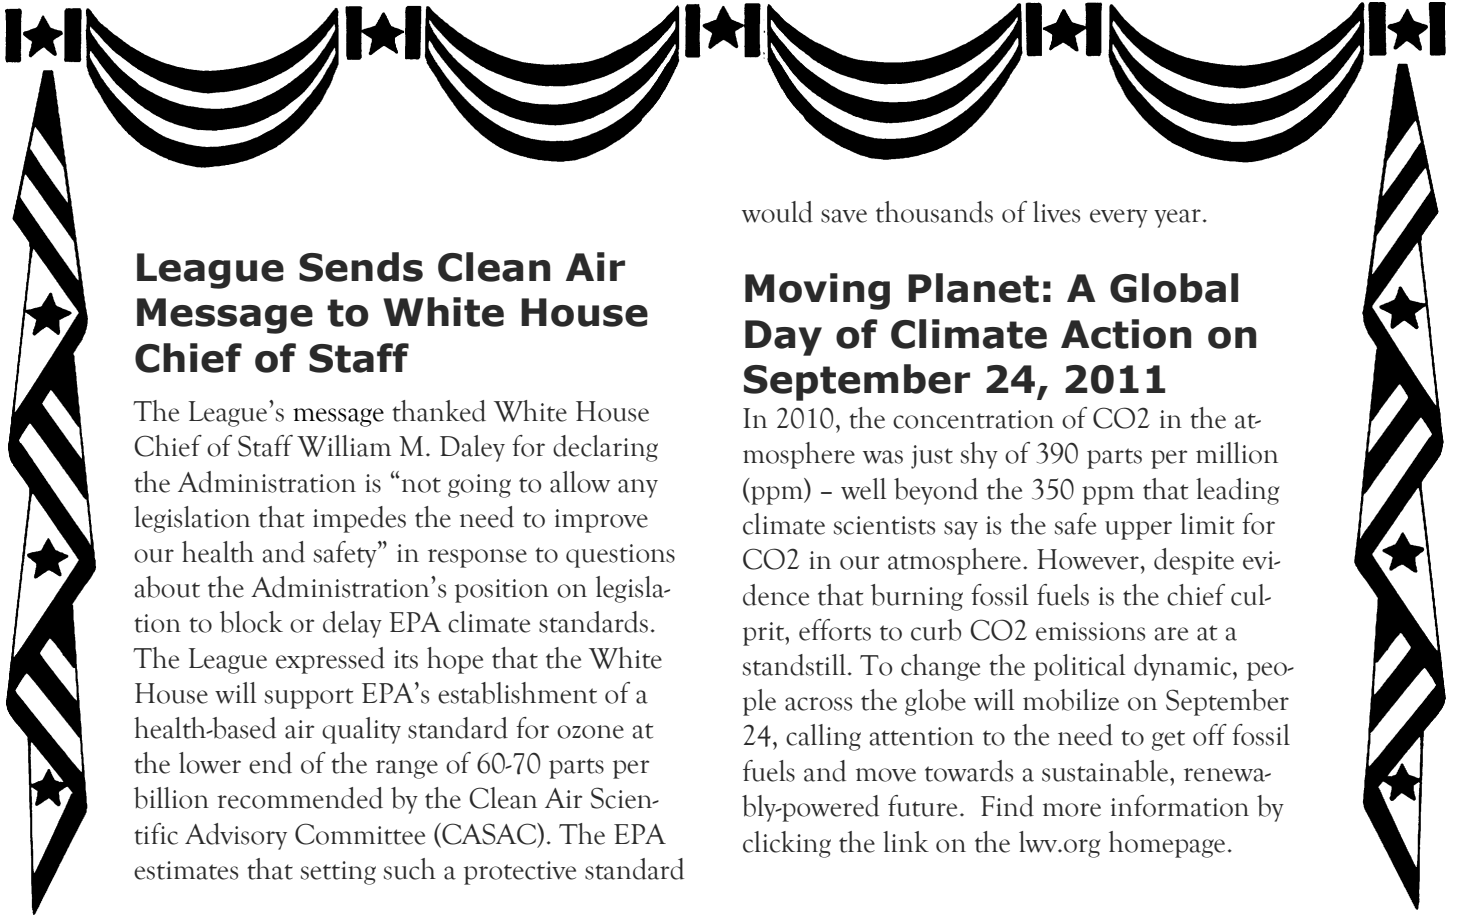 League Sends Clean Air
Message to White House
Chief of Staff
The League’s message thanked White House
Chief of Staff William M. Daley for declaring
the Administration is “not going to allow any
legislation that impedes the need to improve
our health and safety” in response to questions
about the Administration’s position on legisla-
tion to block or delay EPA climate standards.
The League expressed its hope that the White
House will support EPA’s establishment of a
health-based air quality standard for ozone at
the lower end of the range of 60-70 parts per
billion recommended by the Clean Air Scien-
tific Advisory Committee (CASAC). The EPA
estimates that setting such a protective standard
would save thousands of lives every year.
Moving Planet: A Global
Day of Climate Action on
September 24, 2011
In 2010, the concentration of CO2 in the at-
mosphere was just shy of 390 parts per million
(ppm) – well beyond the 350 ppm that leading
climate scientists say is the safe upper limit for
CO2 in our atmosphere. However, despite evi-
dence that burning fossil fuels is the chief cul-
prit, efforts to curb CO2 emissions are at a
standstill. To change the political dynamic, peo-
ple across the globe will mobilize on September
24, calling attention to the need to get off fossil
fuels and move towards a sustainable, renewa-
bly-powered future.  Find more information by
clicking the link on the lwv.org homepage.